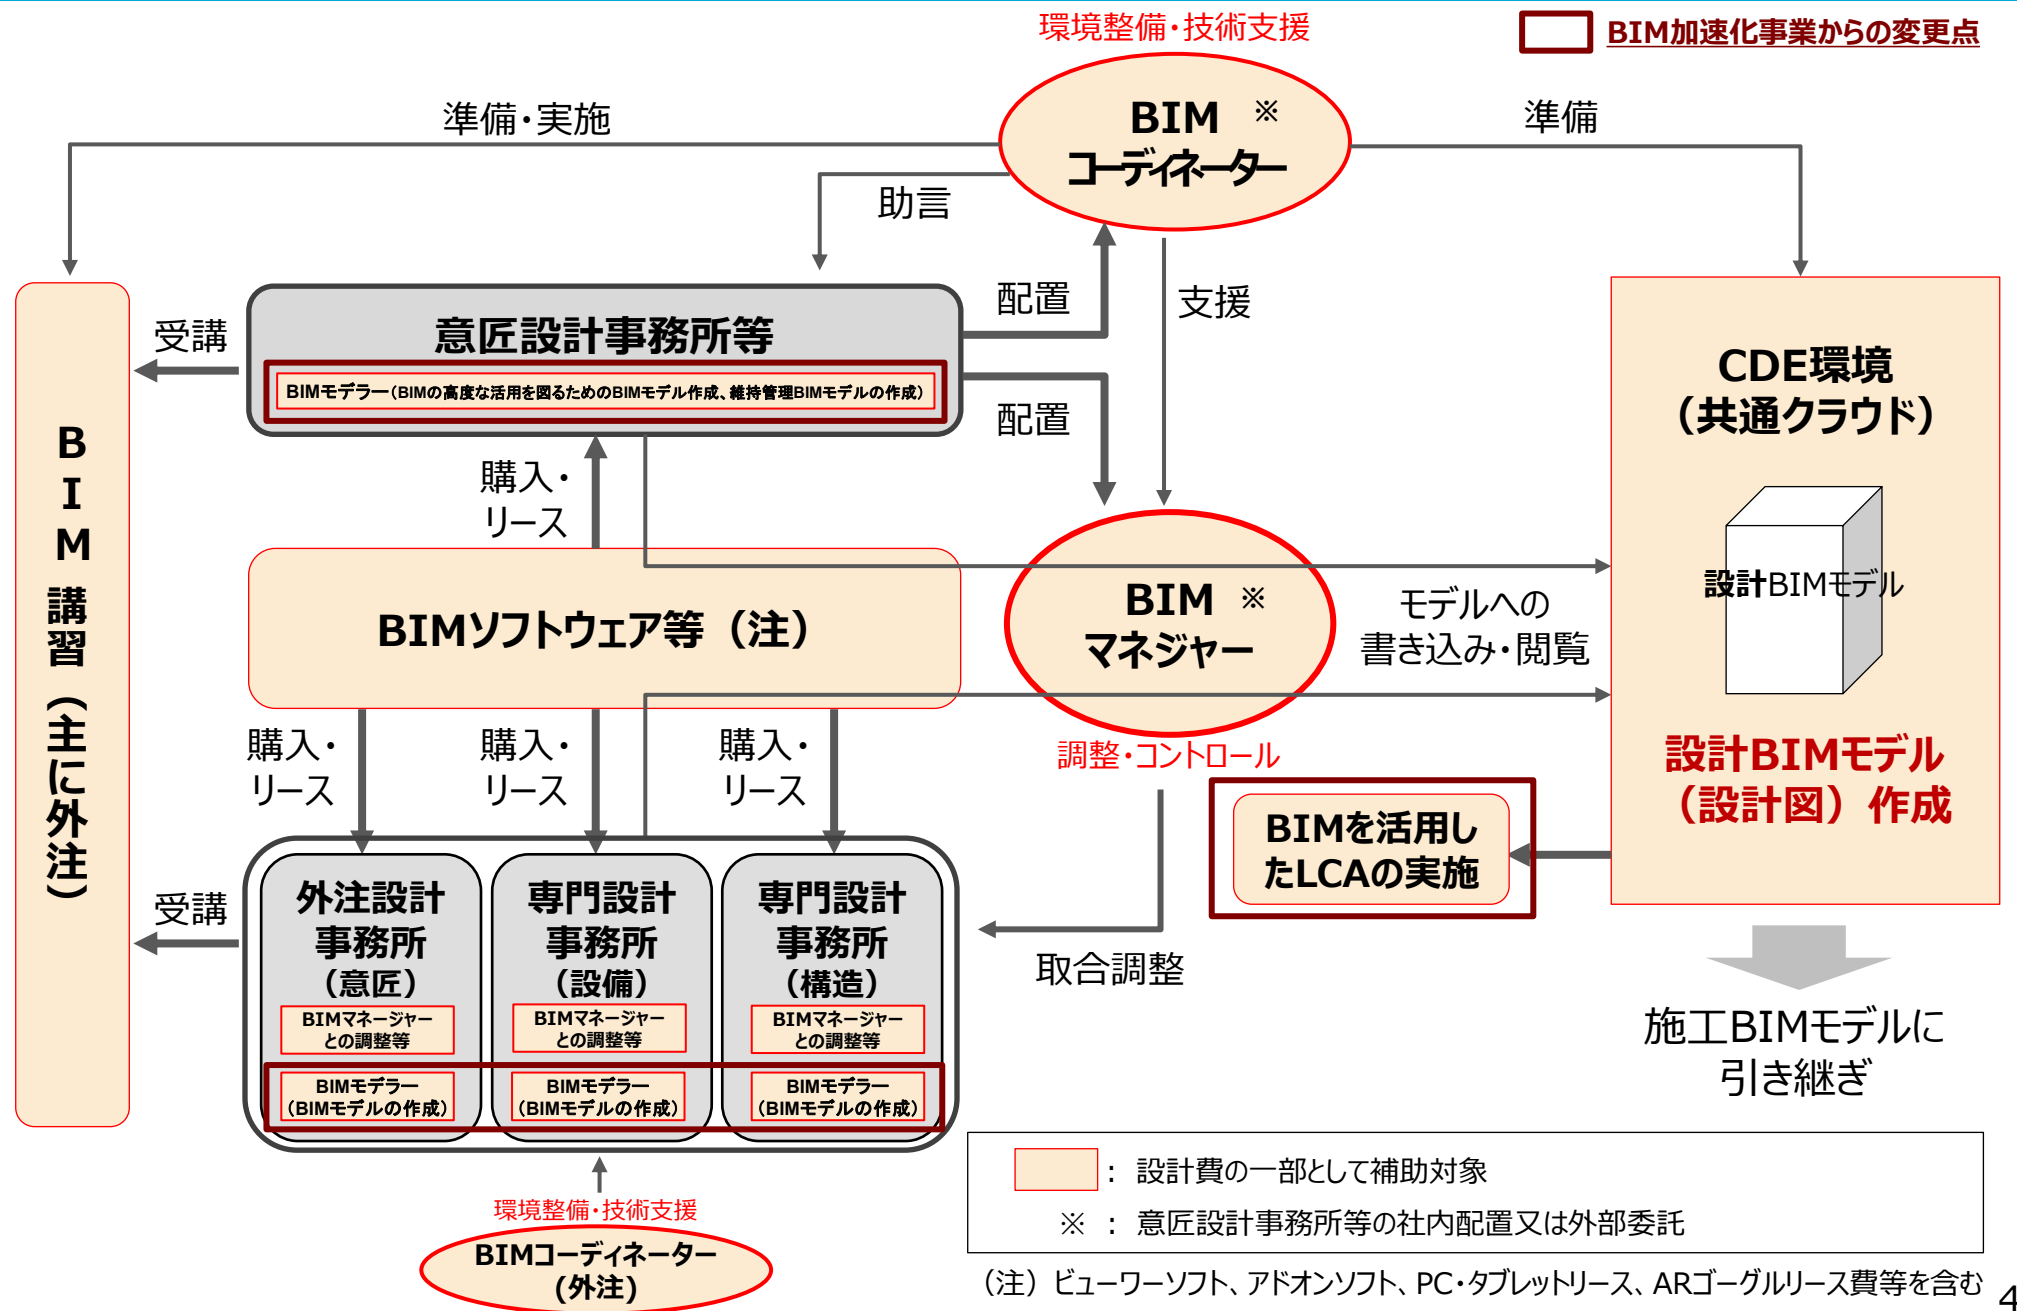 環境整備・技術支援
BIM加速化事業からの変更点
BIM ※
コーディネーター
準備・実施
準備
助言
配置
支援
受講
意匠設計事務所等
BIMモデラー（BIMの高度な活用を図るためのBIMモデル作成、維持管理BIMモデルの作成）
配置
CDE環境
（共通クラウド）
設計BIMモデル
設計BIMモデル
（設計図）作成
BIM講習（主に外注）
購入・
リース
BIMソフトウェア等（注）
BIM ※
マネジャー
モデルへの
書き込み・閲覧
調整・コントロール
購入・
リース
購入・
リース
購入・
リース
BIMを活用し
たLCAの実施
受講
外注設計
事務所
（意匠）
BIMマネージャー
との調整等
BIMモデラー
（BIMモデルの作成）
専門設計
事務所
（設備）
BIMマネージャー
との調整等
BIMモデラー
（BIMモデルの作成）
専門設計
事務所
（構造）
BIMマネージャー
との調整等
BIMモデラー
（BIMモデルの作成）
取合調整
施工BIMモデルに
引き継ぎ
環境整備・技術支援
BIMコーディネーター
(外注)
： 設計費の一部として補助対象
※ ： 意匠設計事務所等の社内配置又は外部委託
（注）ビューワーソフト、アドオンソフト、PC・タブレットリース、ARゴーグルリース費等を含む
4